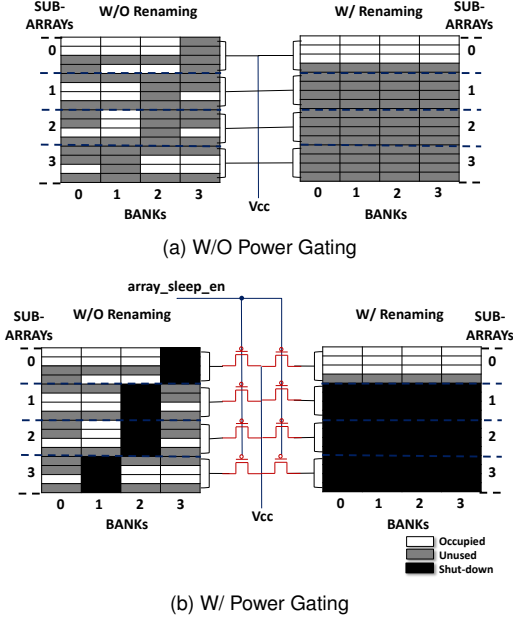 SUB-
ARRAYs
W/O Renaming
W/ Renaming
SUB-
ARRAYs
0
1
2
3
0
1
2
3
0 1 2 3
BANKs
Vcc
0 1 2 3
BANKs
(a) W/O Power Gating
array_sleep_en
SUB-
ARRAYs
W/O Renaming
W/ Renaming
SUB-
ARRAYs
0
1
2
3
0
1
2
3
0 1 2 3
BANKs
Vcc
0 1 2 3
BANKs
Occupied
Unused
Shut-down
(b) W/ Power Gating